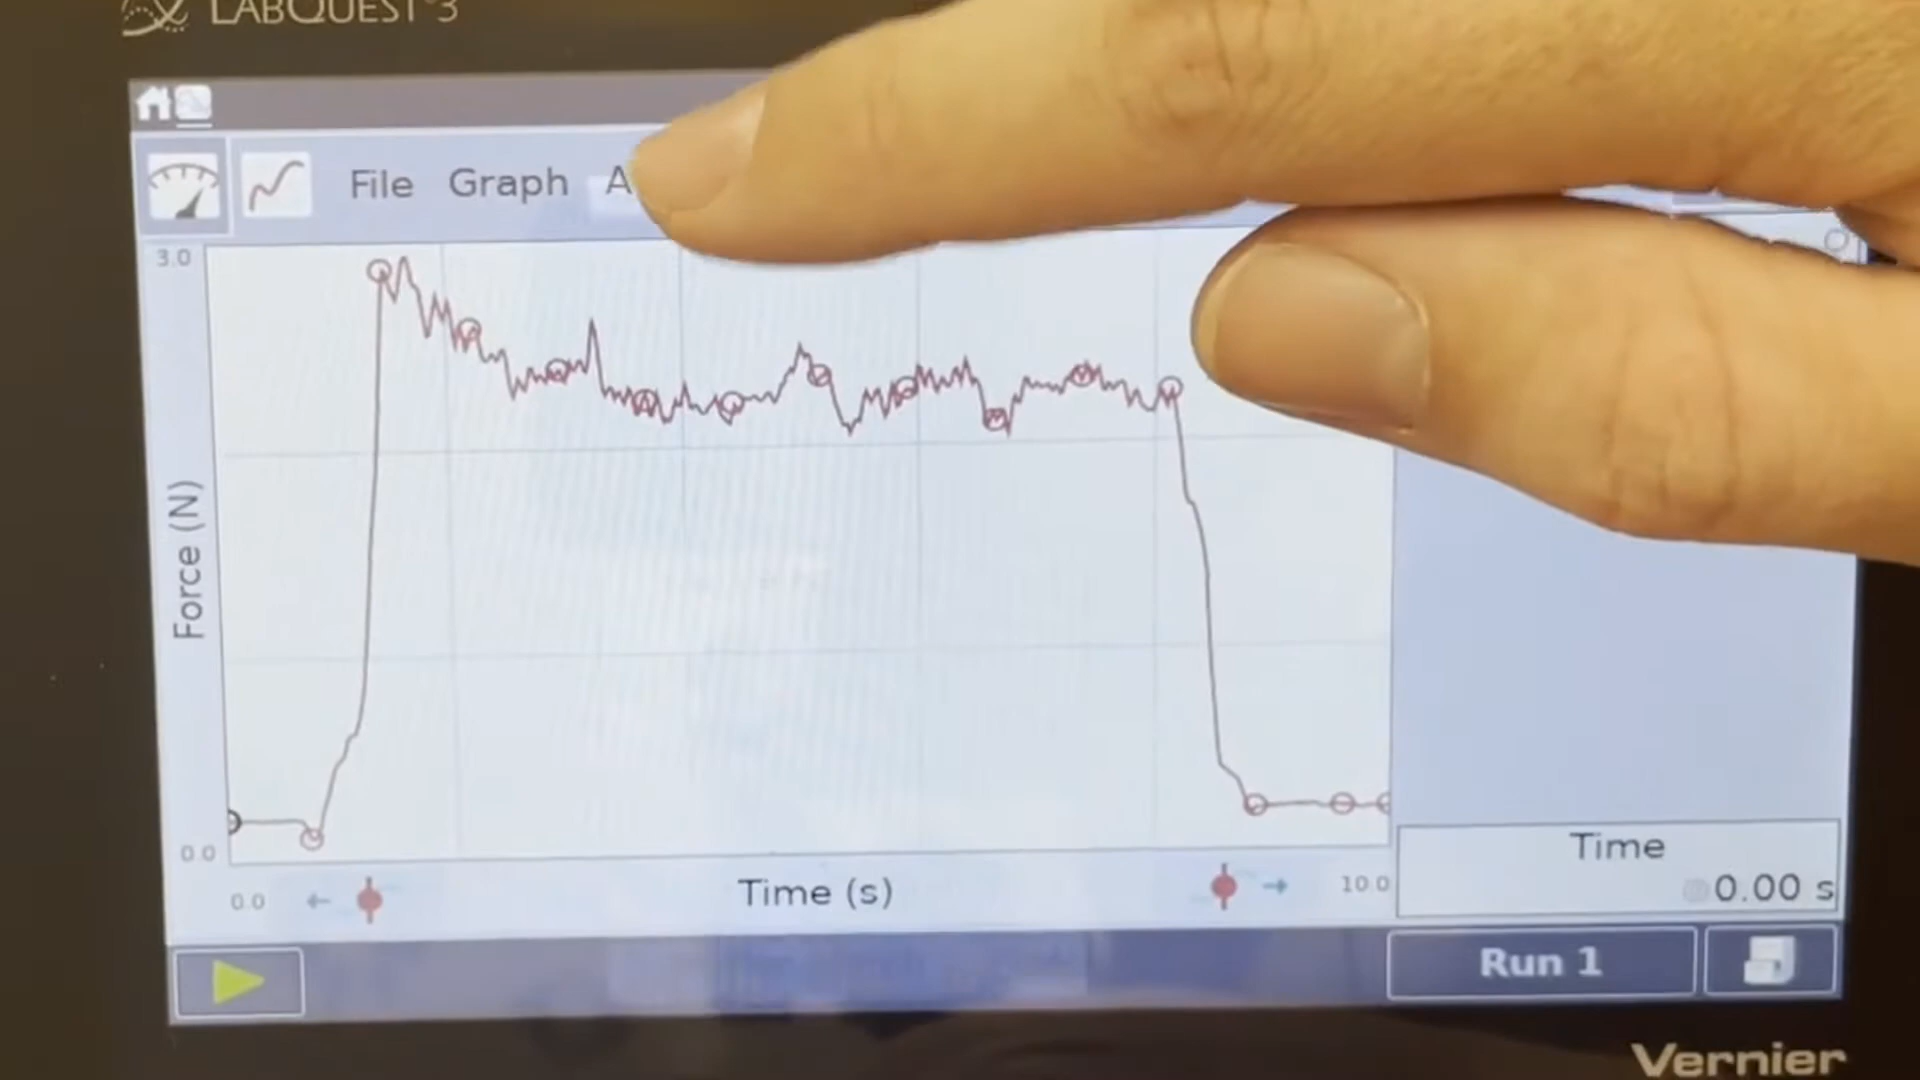 LABQUEST 3
File Graph A
3.0
Force (N)
0.0
0.0
Time (s)
10.0
Time
0.00 s
Run 1
Vernier